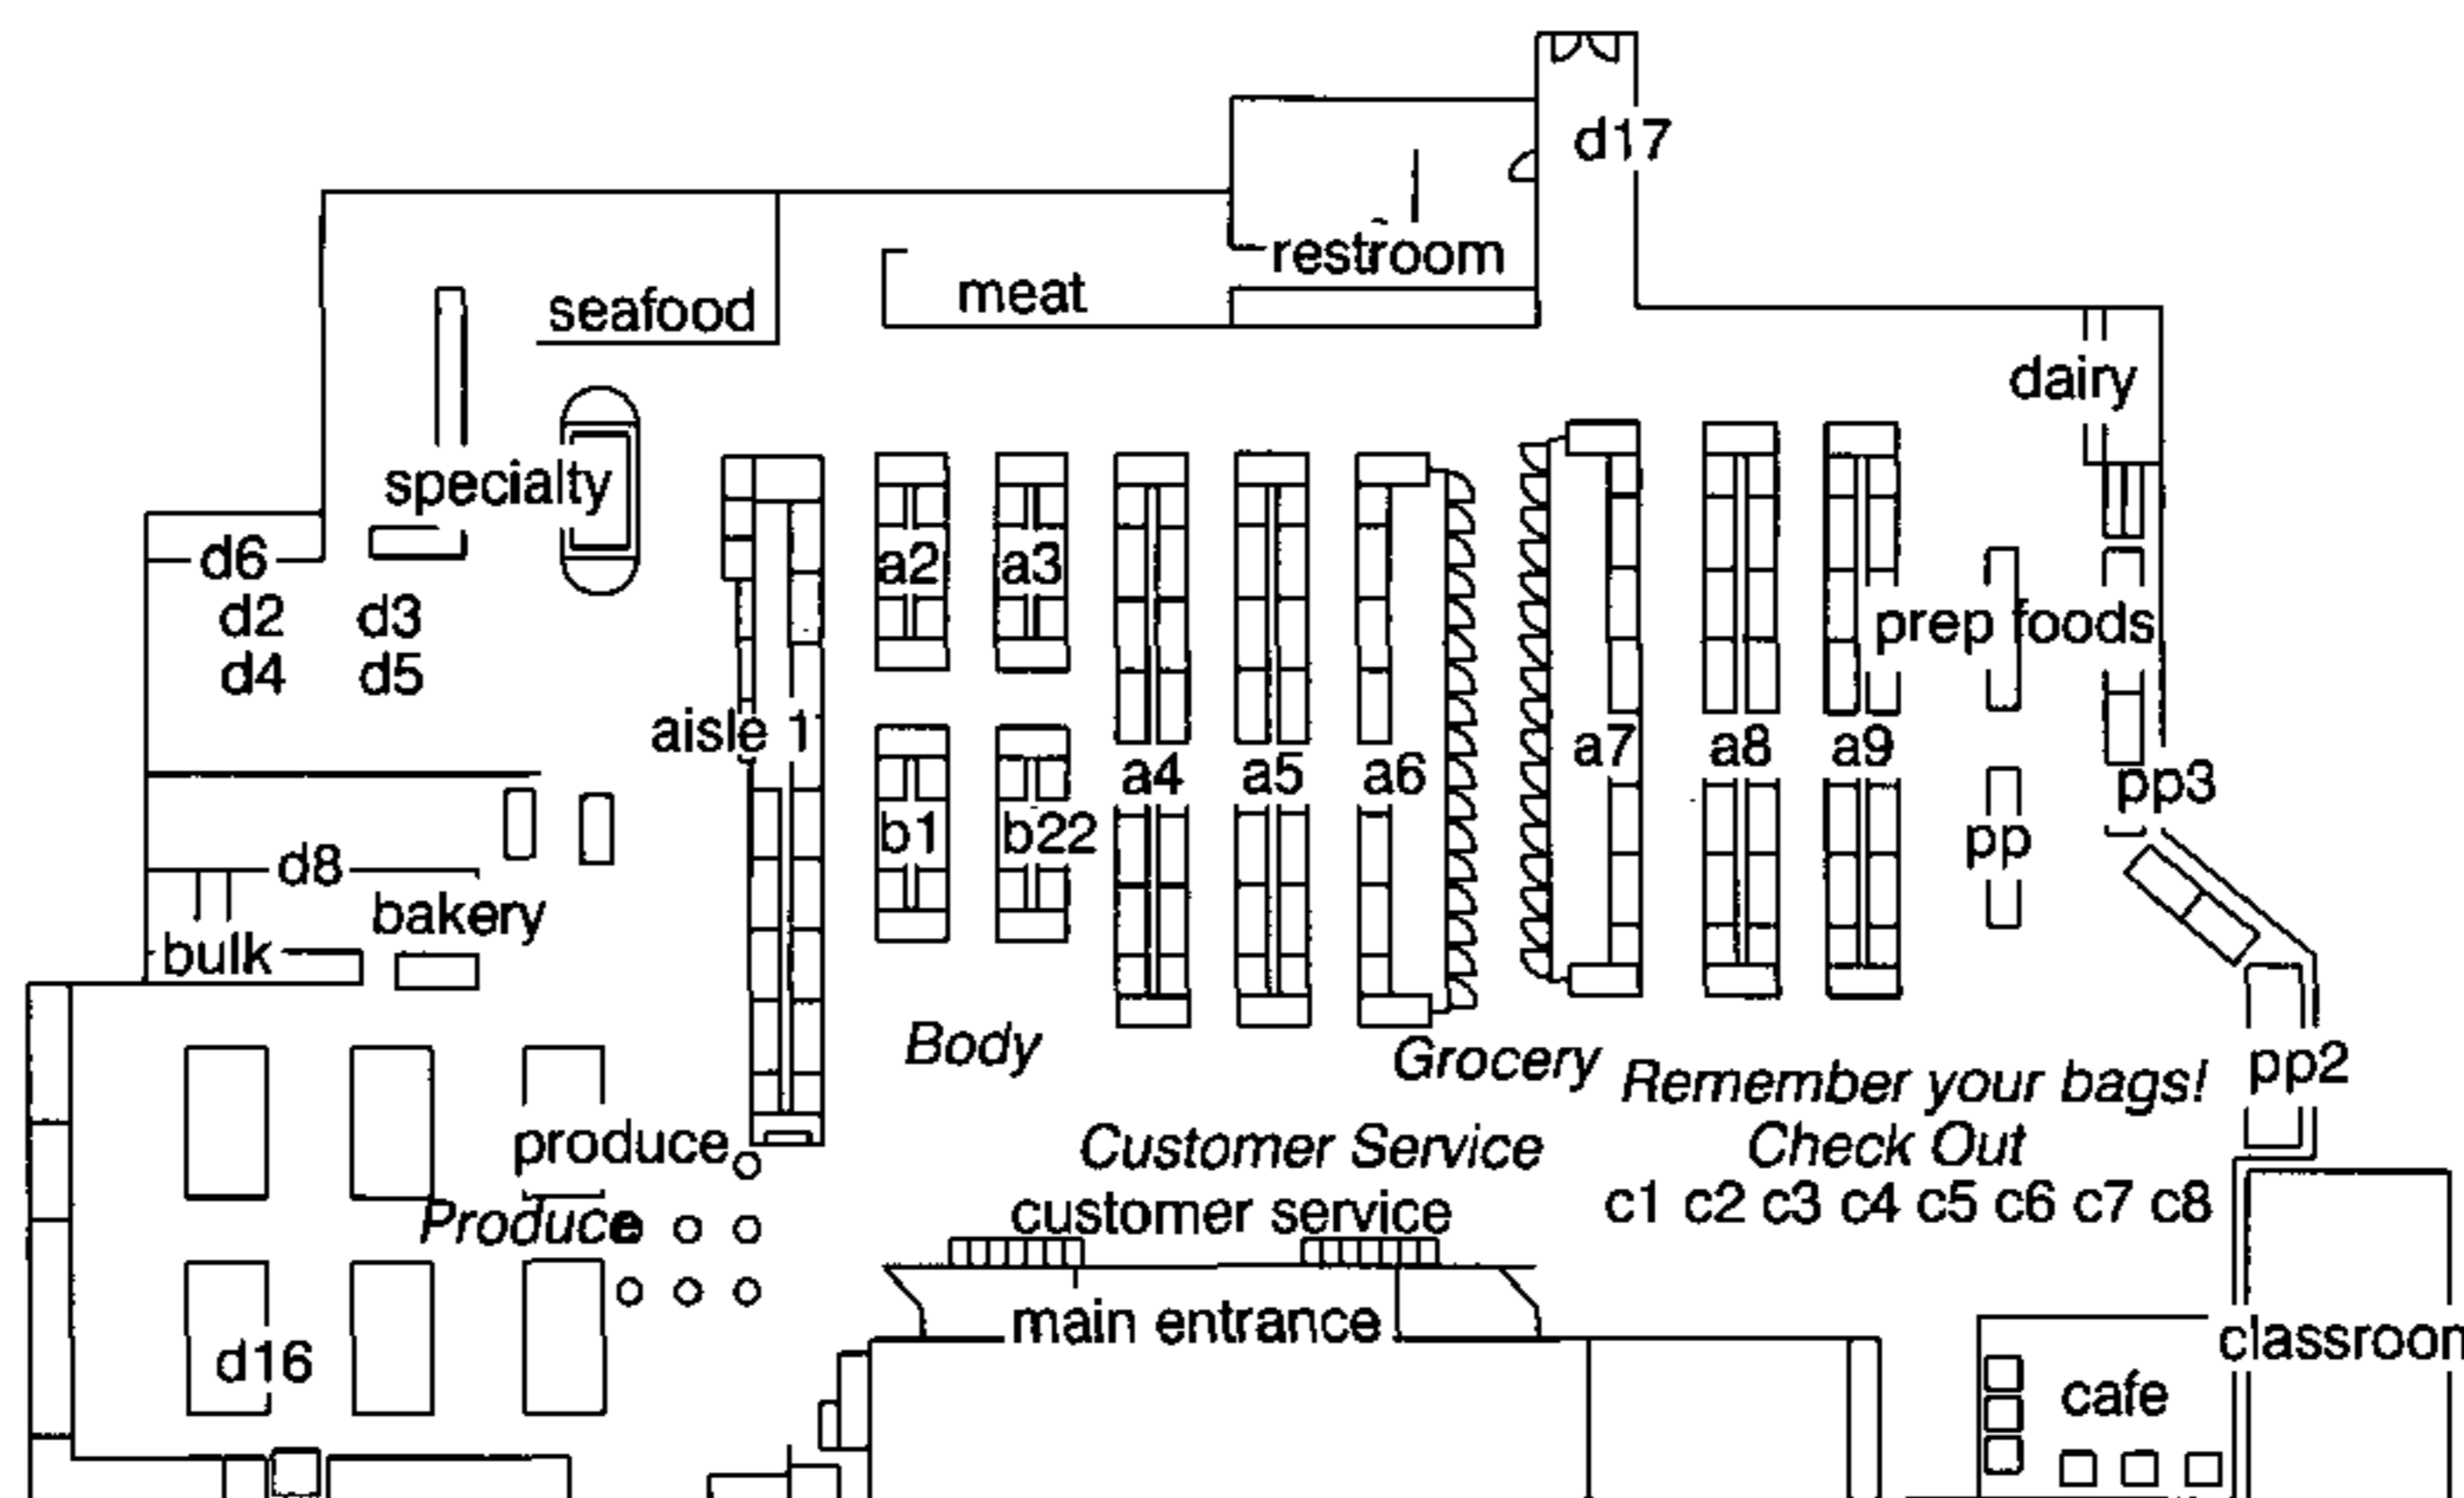 d17
restroom
meat
seafood
dairy
specialty
d6
a2 a3
d2 d3
prep foods
d4 d5
aisle 1
a7 a8 a9
a4 a5 a6
pp3
b1 b22
pp
d8
bakery
bulk
Body
Grocery
Remember your bags!
pp2
produce
Customer Service
Check Out
c1 c2 c3 c4 c5 c6 c7 c8
customer service
Produce
main entrance
classroon
d16
cafe